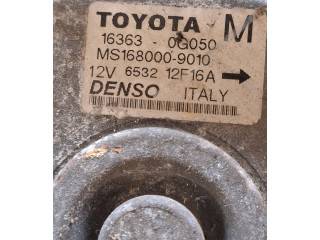 TOYOTA M
16363 - 0G050
MS168000-9010
12V 6532 12F16A →
DENSO ITALY